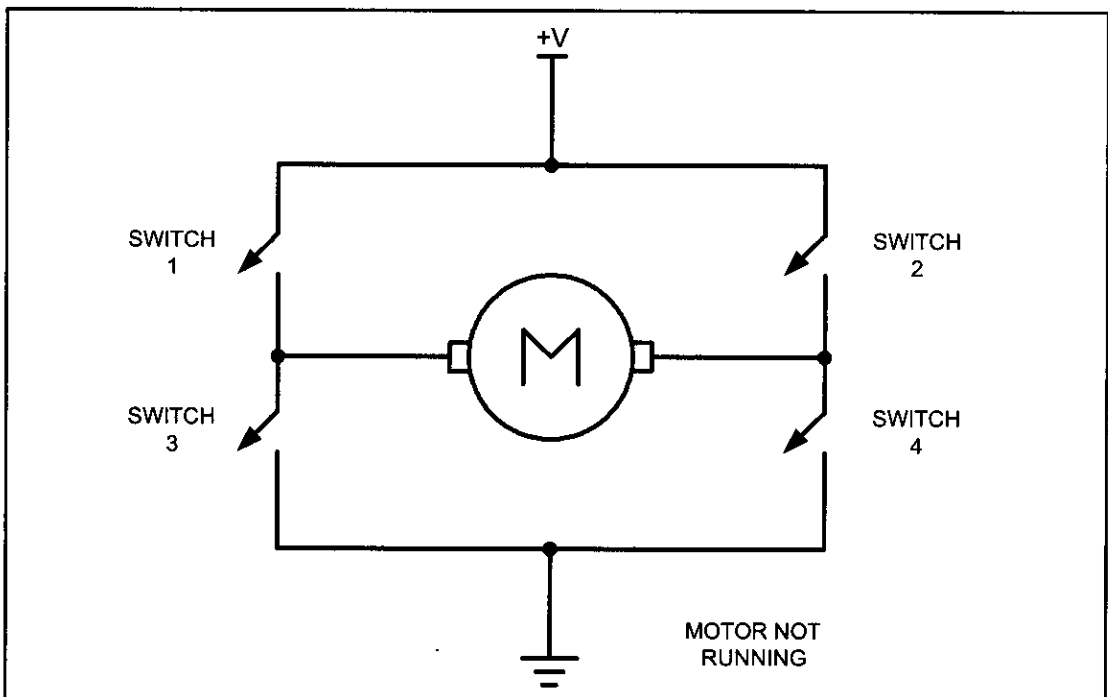 +V
SWITCH
1
SWITCH
2
M
SWITCH
3
SWITCH
4
MOTOR NOT
RUNNING